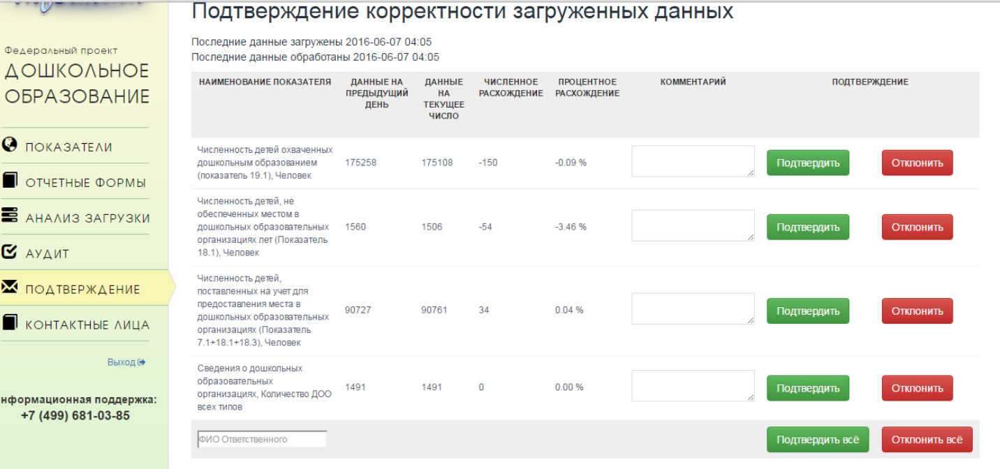 Подтверждение корректности загруженных данных
Последние данные загружены 2016-06-07 04:05
Последние данные обработаны 2016-06-07 04:05
Федеральный проект
ДОШКОЛЬНОЕ
ОБРАЗОВАНИЕ
ПОКАЗАТЕЛИ
ОТЧЕТНЫЕ ФОРМЫ
АНАЛИЗ ЗАГРУЗКИ
АУДИТ
ПОДТВЕРЖДЕНИЕ
КОНТАКТНЫЕ ЛИЦА
Выход
нформационная поддержка:
+7 (499) 681-03-85
НАИМЕНОВАНИЕ ПОКАЗАТЕЛЯ
ДАННЫЕ НА
ПРЕДЫДУЩИЙ
ДЕНЬ
ДАННЫЕ
НА
ТЕКУЩЕЕ
ЧИСЛО
ЧИСЛЕННОЕ
РАСХОЖДЕНИЕ
ПРОЦЕНТНОЕ
РАСХОЖДЕНИЕ
КОММЕНТАРИЙ
ПОДТВЕРЖДЕНИЕ
Численность детей охваченных
дошкольным образованием
(показатель 19.1), Человек
175258
175108
-150
-0.09 %
Подтвердить
Отклонить
Численность детей, не
обеспеченных местом в
дошкольных образовательных
организациях лет (Показатель
18.1), Человек
1560
1506
-54
-3.46 %
Подтвердить
Отклонить
Численность детей,
поставленных на учет для
предоставления места в
дошкольных образовательных
организациях (Показатель
7.1+18.1+18.3), Человек
90727
90761
34
0.04 %
Подтвердить
Отклонить
Сведения о дошкольных
образовательных
организациях, Количество ДОО
всех типов
1491
1491
0
0.00 %
Подтвердить
Отклонить
ФИО Ответственного
Подтвердить всё
Отклонить всё